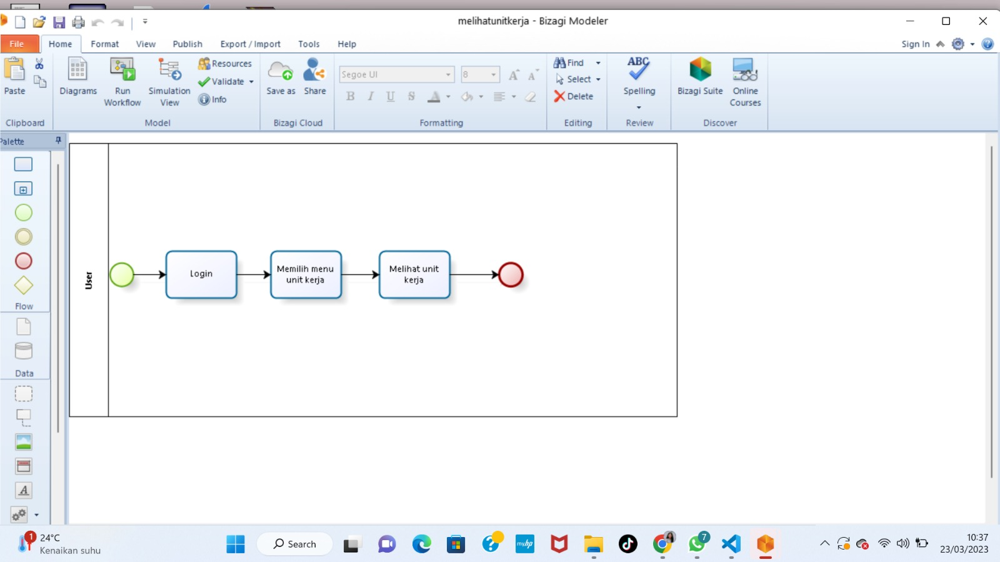 melihatunitkerja - Bizagi Modeler
File Home Format View Publish Export / Import Tools Help Sign In
Paste
Clipboard
Diagrams
Run
Workflow
Simulation
View
Resources
Validate
Info
Model
Save as
Share
Bizagi Cloud
Segoe UI
8
B I U S A
Formatting
Find
Select
Delete
Editing
ABC
Spelling
Review
Bizagi Suite
Online
Courses
Discover
Palette
Flow
Data
A
User
Login
Memilih menu
unit kerja
Melihat unit
kerja
1
24°C
Kenaikan suhu
Search
myhp
7
10:37
23/03/2023